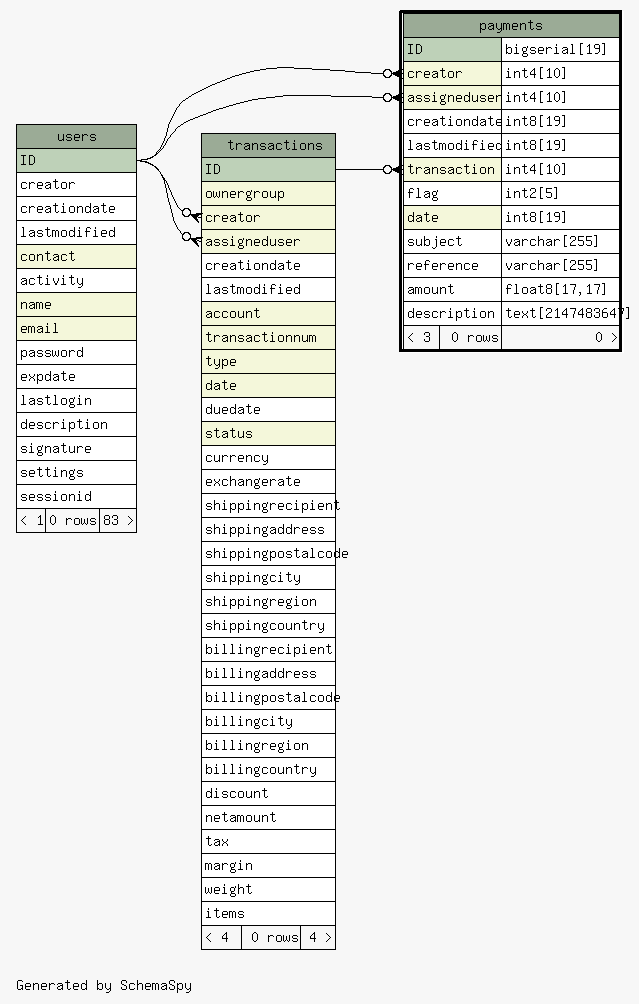 users
ID
creator
creationdate
lastmodified
contact
activity
name
email
password
expdate
lastlogin
description
signature
settings
sessionid
< 1 0 rows 83 >
transactions
ID
ownergroup
creator
assigneduser
creationdate
lastmodified
account
transactionnum
type
date
duedate
status
currency
exchangerate
shippingrecipient
shippingaddress
shippingpostalcode
shippingcity
shippingregion
shippingcountry
billingrecipient
billingaddress
billingpostalcode
billingcity
billingregion
billingcountry
discount
netamount
tax
margin
weight
items
< 4 0 rows 4 >
payments
ID bigserial[19]
creator int4[10]
assigneduser int4[10]
creationdate int8[19]
lastmodified int8[19]
transaction int4[10]
flag int2[5]
date int8[19]
subject varchar[255]
reference varchar[255]
amount float8[17,17]
description text[2147483647]
< 3 0 rows 0 >
Generated by SchemaSpy